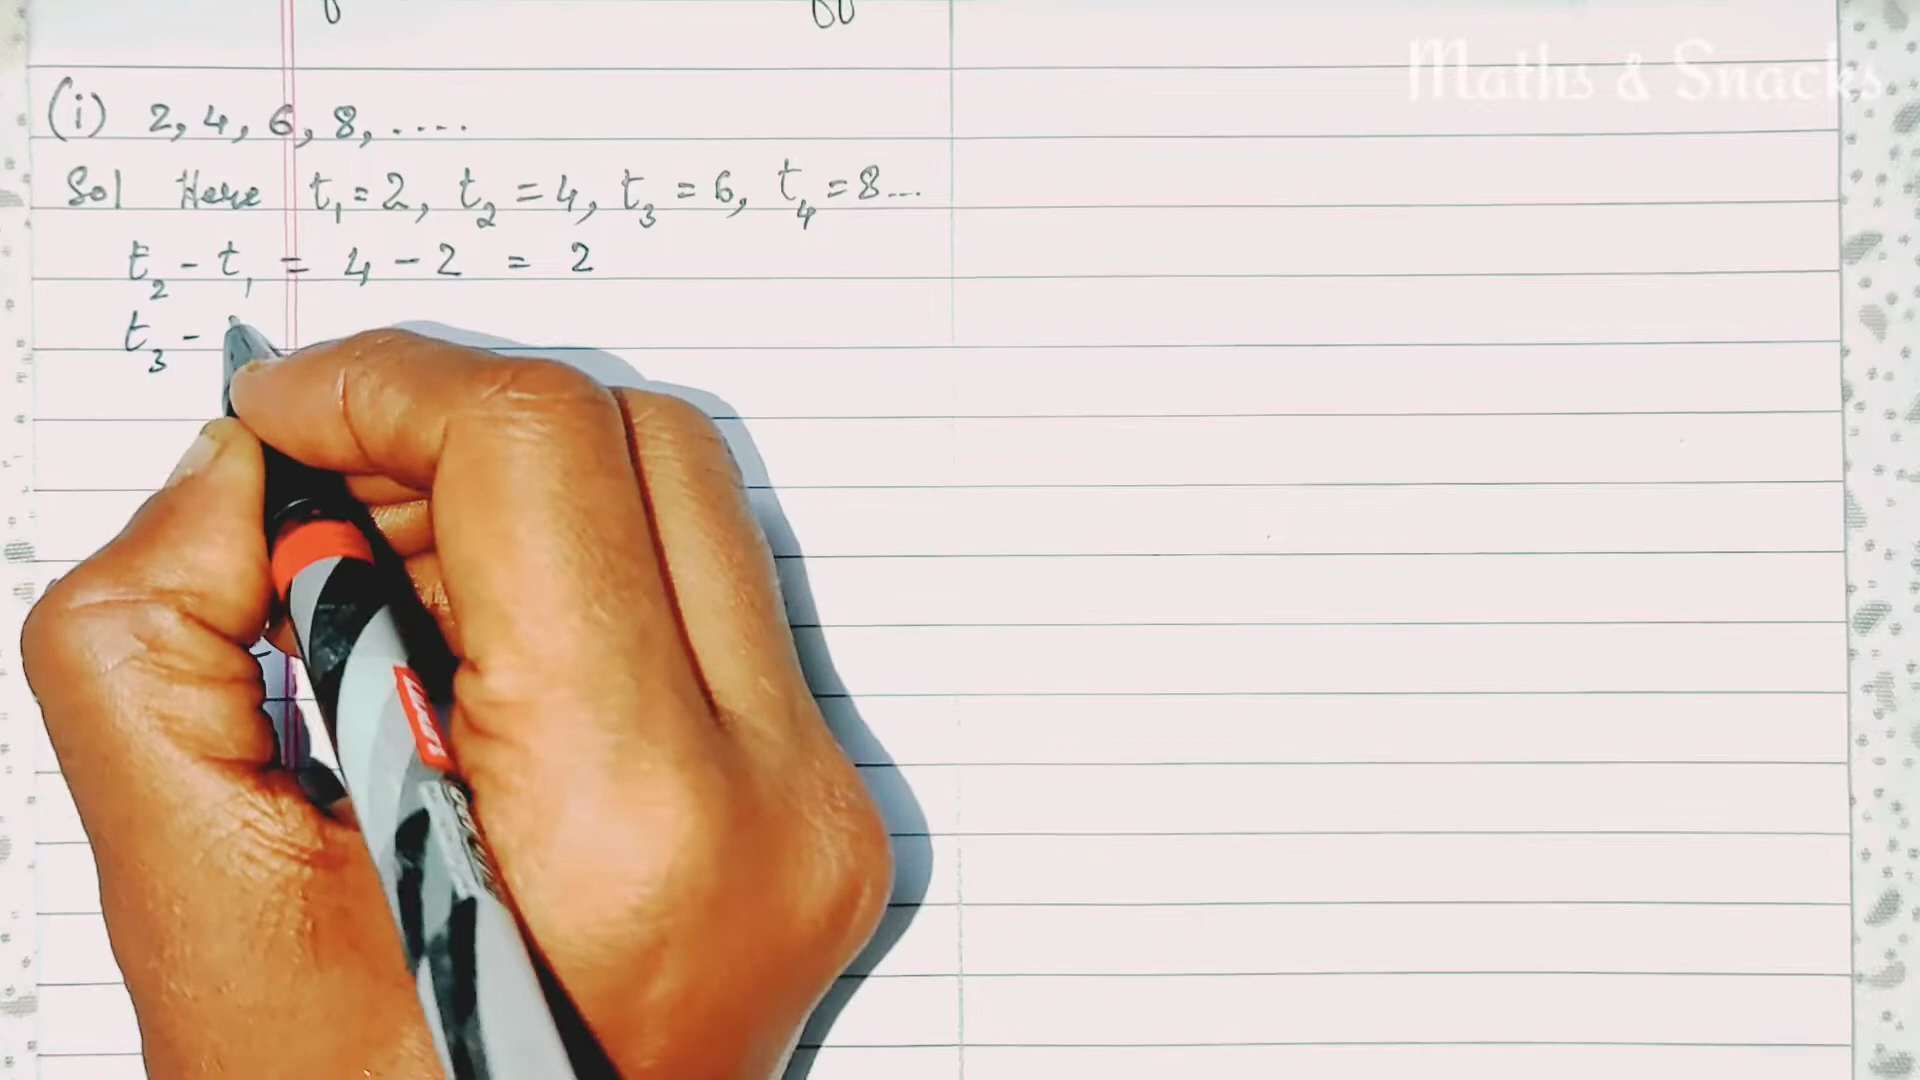 Maths & Snacks
(i) 2, 4, 6, 8, ....
Sol Here t₁ = 2, t₂ = 4, t₃ = 6, t₄ = 8...
t₂ - t₁ = 4 - 2 = 2
t₃ -